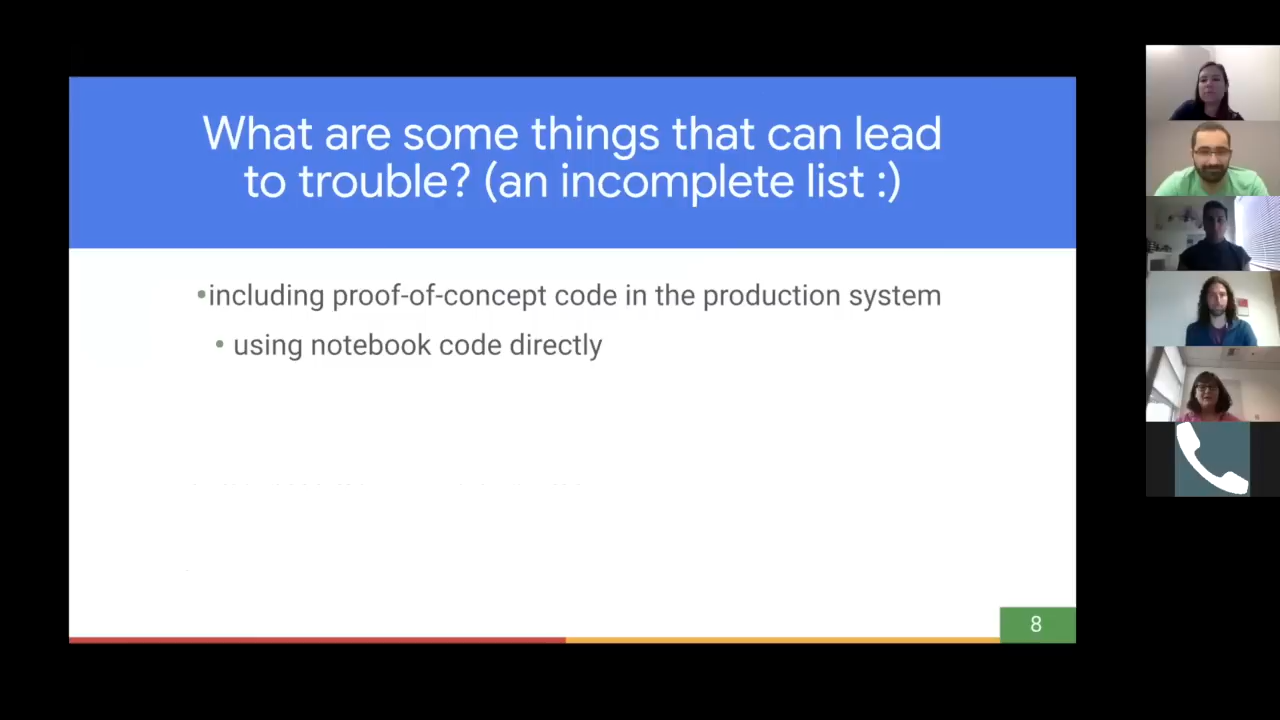 What are some things that can lead
to trouble? (an incomplete list :)
•including proof-of-concept code in the production system
• using notebook code directly
8